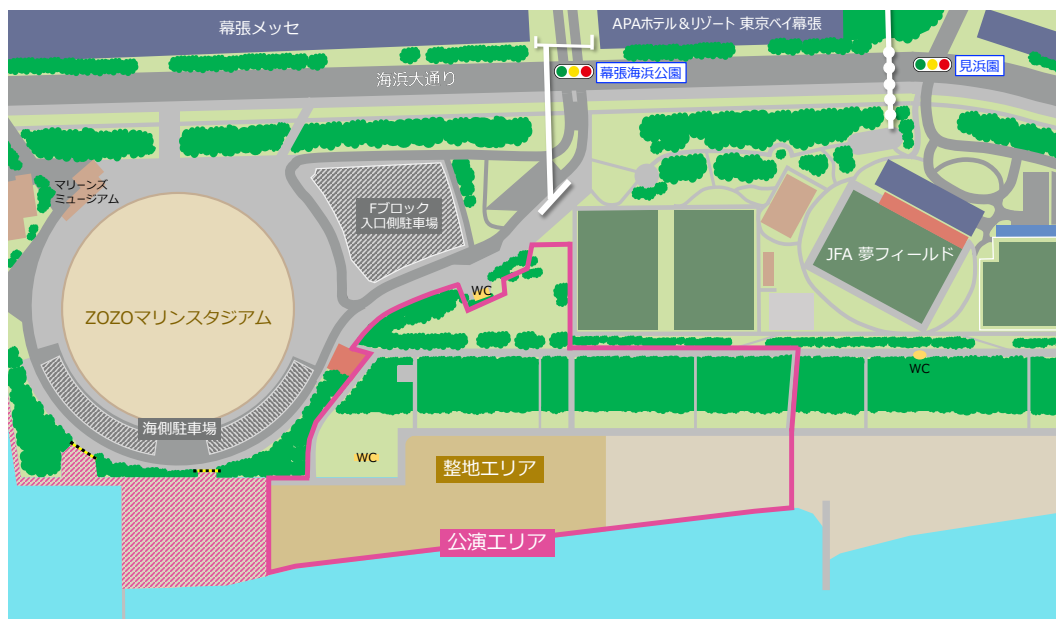 幕張メッセ
APAホテル＆リゾート 東京ベイ幕張
海浜大通り
幕張海浜公園
見浜園
マリーンズ
ミュージアム
Fブロック
入口側駐車場
JFA 夢フィールド
WC
ZOZOマリンスタジアム
WC
海側駐車場
WC
整地エリア
公演エリア